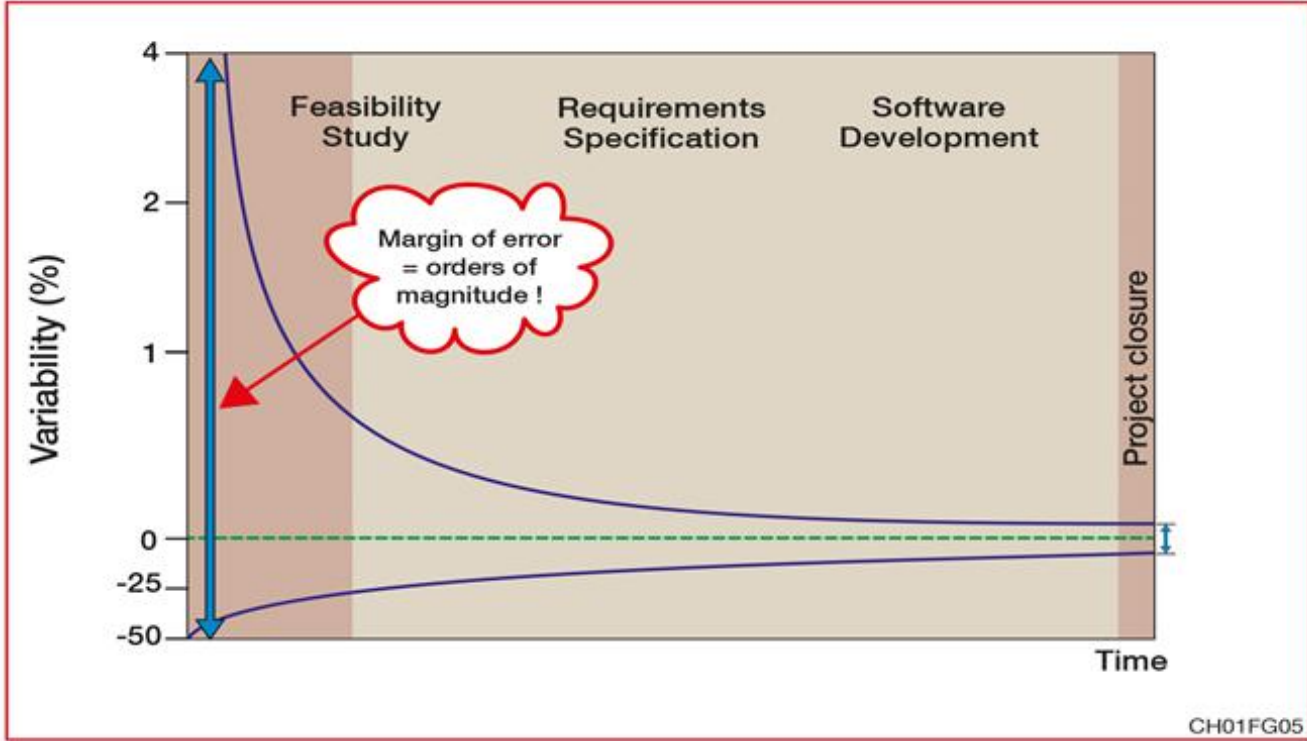 4
Feasibility
Study
Requirements
Specification
Software
Development
2
Margin of error
= orders of
magnitude !
Variability (%)
1
Project closure
0
-25
-50
Time
CH01FG05